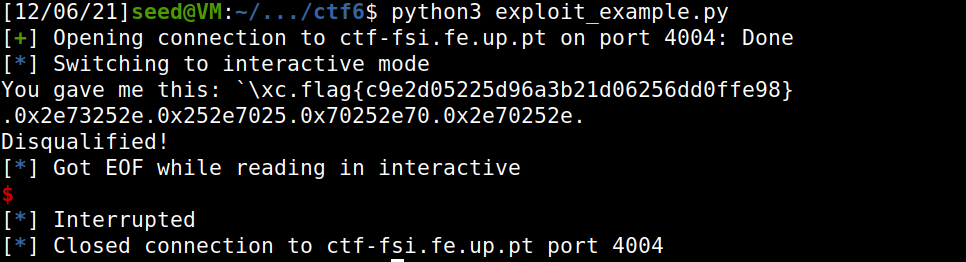 [12/06/21]seed@VM:~/.../ctf6$ python3 exploit_example.py
[+] Opening connection to ctf-fsi.fe.up.pt on port 4004: Done
[*] Switching to interactive mode
You gave me this: `\xc.flag{c9e2d05225d96a3b21d06256dd0ffe98}
.0x2e73252e.0x252e7025.0x70252e70.0x2e70252e.
Disqualified!
[*] Got EOF while reading in interactive
$
[*] Interrupted
[*] Closed connection to ctf-fsi.fe.up.pt port 4004